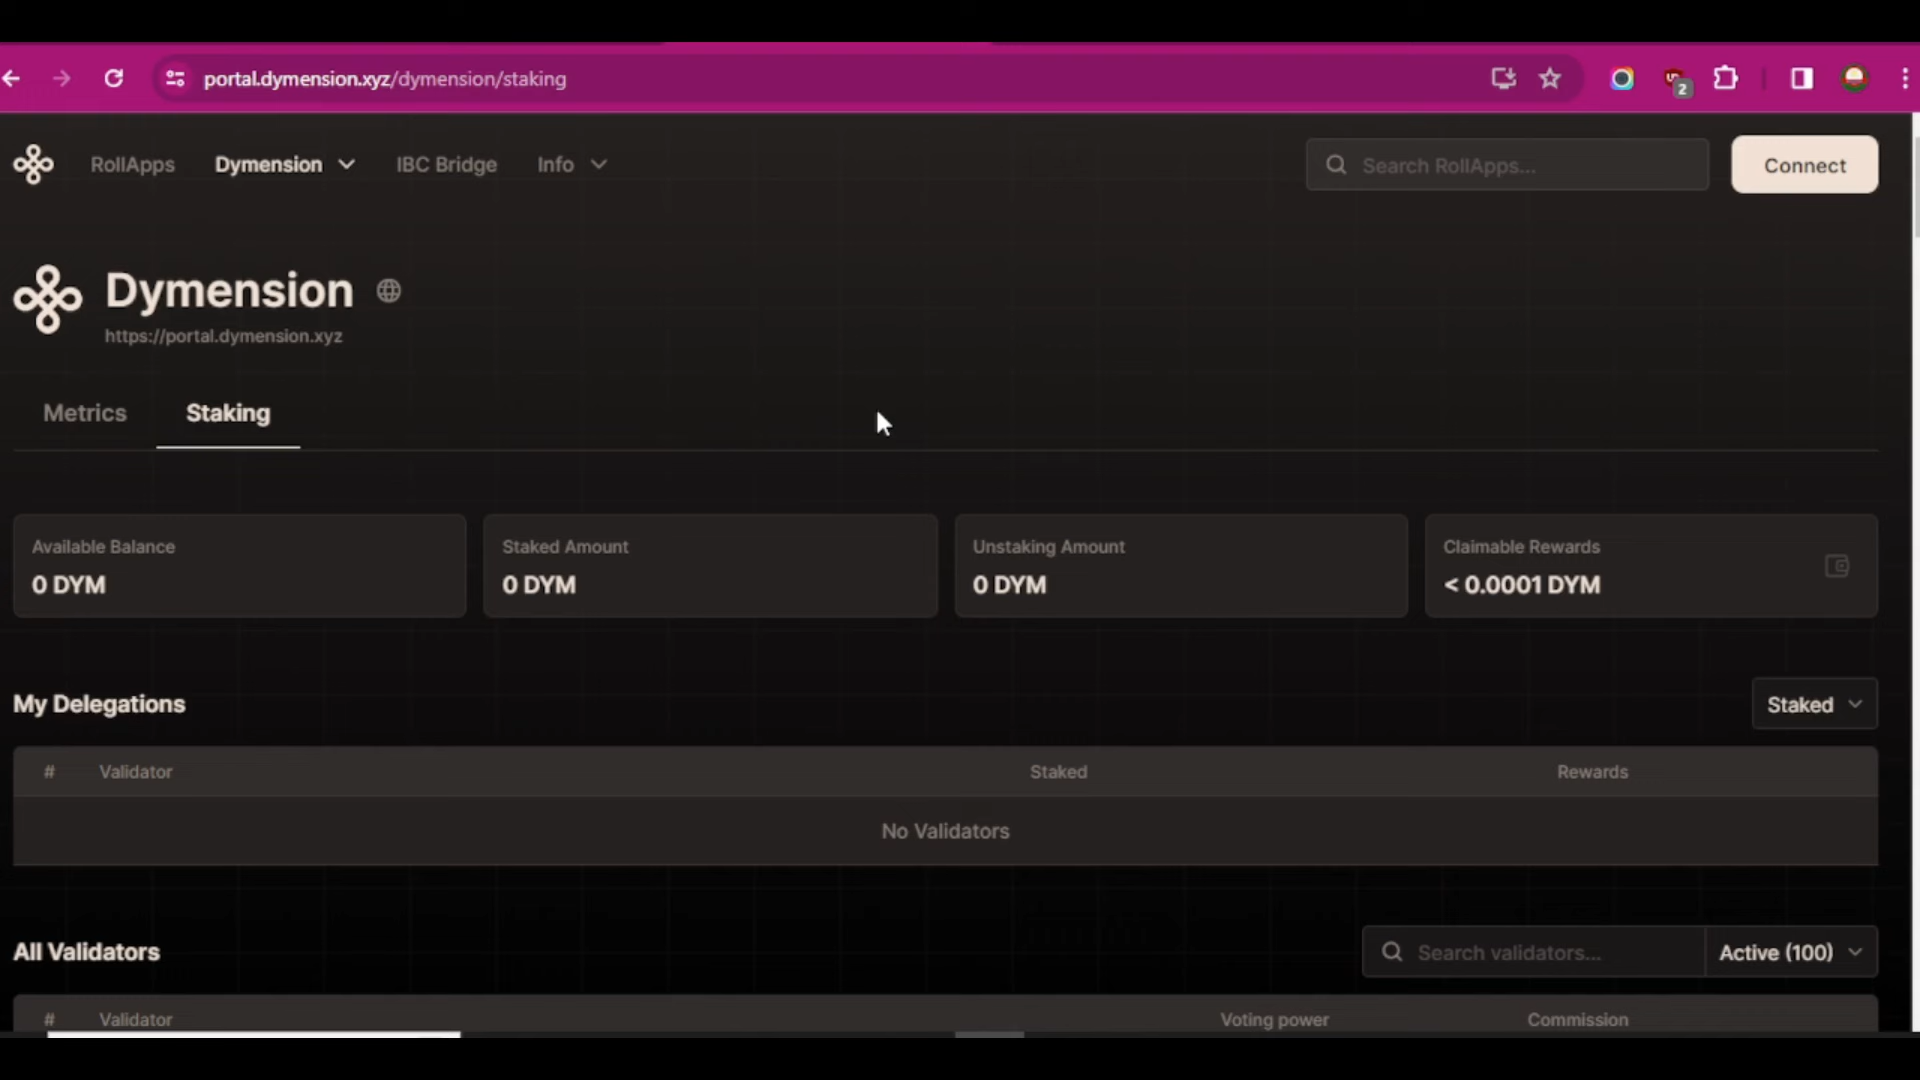 portal.dymension.xyz/dymension/staking
2
RollApps
Dymension
IBC Bridge
Info
Search RollApps...
Connect
Dymension
https://portal.dymension.xyz
Metrics
Staking
Available Balance
0 DYM
Staked Amount
0 DYM
Unstaking Amount
0 DYM
Claimable Rewards
< 0.0001 DYM
My Delegations
Staked
# Validator Staked Rewards
No Validators
All Validators
Search validators...
Active (100)
# Validator Voting power Commission